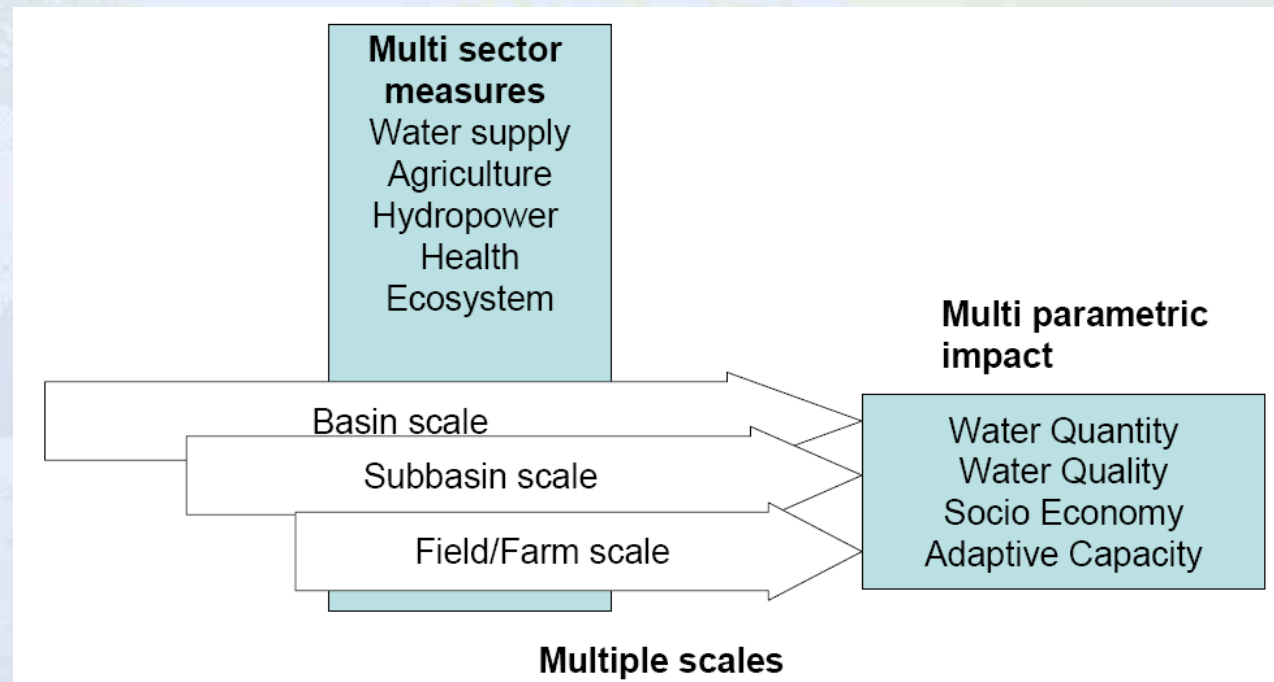 Multi sector
measures
Water supply
Agriculture
Hydropower
Health
Ecosystem
Multi parametric
impact
Basin scale
Subbasin scale
Field/Farm scale
Water Quantity
Water Quality
Socio Economy
Adaptive Capacity
Multiple scales